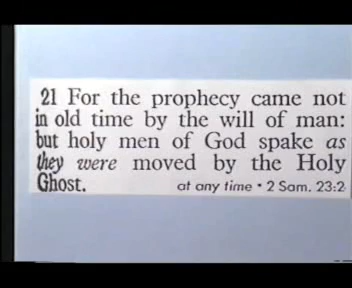 21 For the prophecy came not
in old time by the will of man:
but holy men of God spake as
they were moved by the Holy
Ghost. at any time • 2 Sam. 23:2